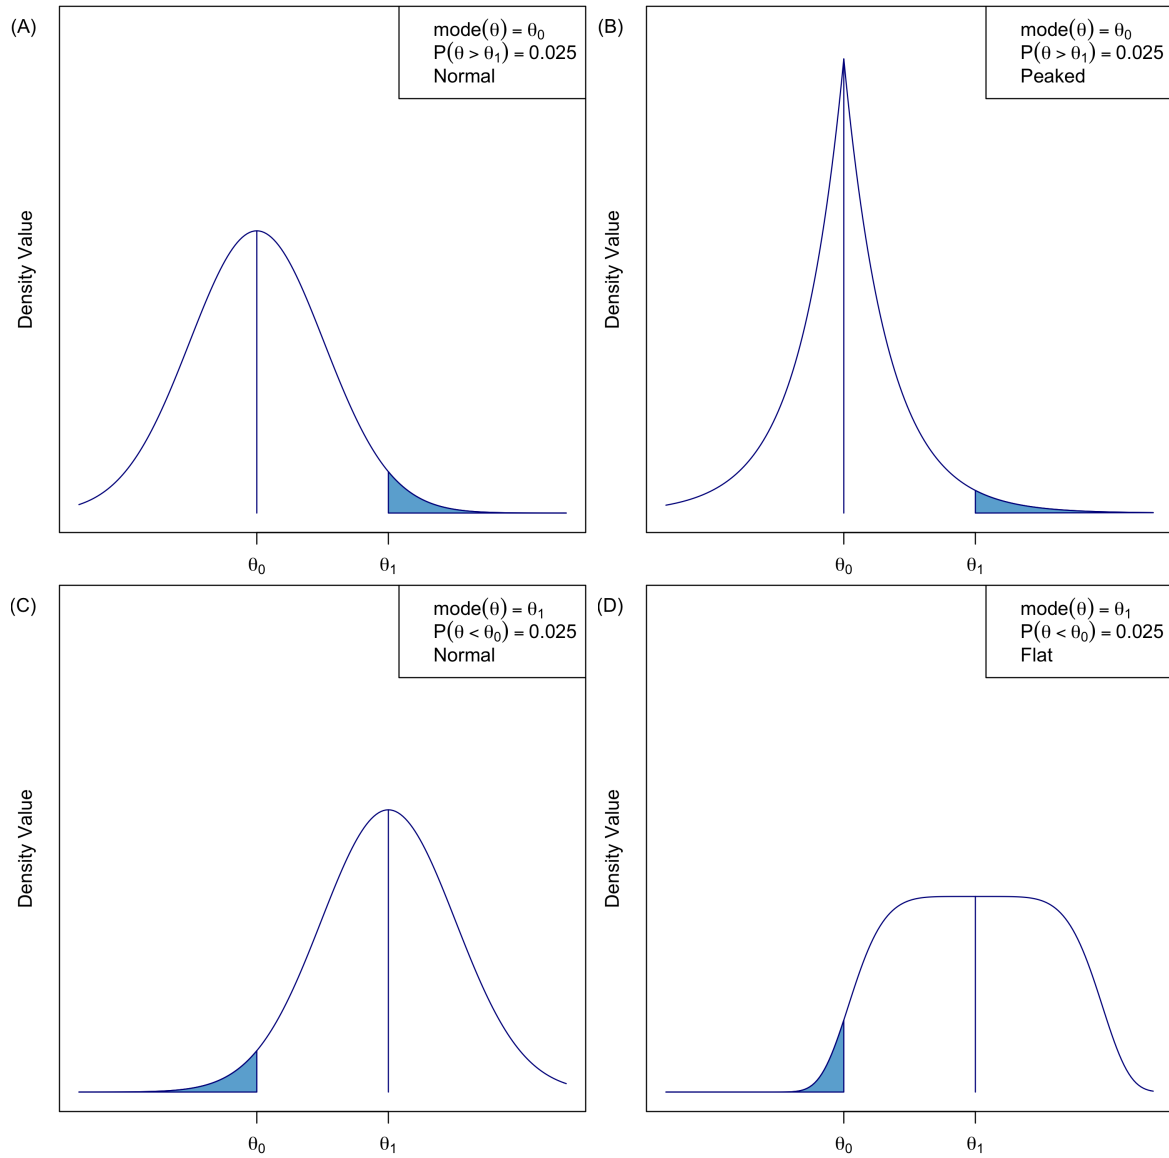 (A)
mode(θ) = θ₀
P(θ > θ₁) = 0.025
Normal
Density Value
θ₀ θ₁
(B)
mode(θ) = θ₀
P(θ > θ₁) = 0.025
Peaked
Density Value
θ₀ θ₁
(C)
mode(θ) = θ₁
P(θ < θ₀) = 0.025
Normal
Density Value
θ₀ θ₁
(D)
mode(θ) = θ₁
P(θ < θ₀) = 0.025
Flat
Density Value
θ₀ θ₁